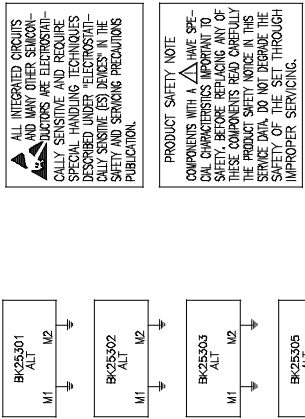 ALL INTEGRATED CIRCUITS
AND MANY OTHER SEMICON-
DUCTORS ARE ELECTROSTATI-
CALLY SENSITIVE AND REQUIRE
SPECIAL HANDLING TECHNIQUES
DESCRIBED UNDER "ELECTROSTATI-
CALLY SENSITIVE (ES) DEVICES" IN THE
SAFETY AND SERVICING PRECAUTIONS
PUBLICATION.
PRODUCT SAFETY NOTE
COMPONENTS WITH A HAVE SPE-
CIAL CHARACTERISTICS IMPORTANT TO
SAFETY. BEFORE REPLACING ANY OF
THESE COMPONENTS READ CAREFULLY
THE PRODUCT SAFETY NOTICE IN THIS
SERVICE DATA. DO NOT DEGRADE THE
SAFETY OF THE SET THROUGH
IMPROPER SERVICING.
BK25301
ALT
M1 M2
BK25302
ALT
M1 M2
BK25303
ALT
M1 M2
BK25305
ALT